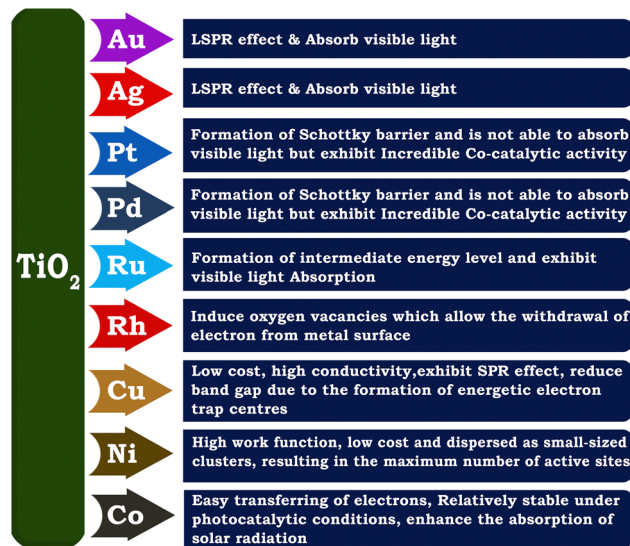 TiO₂
Au
LSPR effect & Absorb visible light
Ag
LSPR effect & Absorb visible light
Pt
Formation of Schottky barrier and is not able to absorb
visible light but exhibit Incredible Co-catalytic activity
Pd
Formation of Schottky barrier and is not able to absorb
visible light but exhibit Incredible Co-catalytic activity
Ru
Formation of intermediate energy level and exhibit
visible light Absorption
Rh
Induce oxygen vacancies which allow the withdrawal of
electron from metal surface
Cu
Low cost, high conductivity,exhibit SPR effect, reduce
band gap due to the formation of energetic electron
trap centres
Ni
High work function, low cost and dispersed as small-sized
clusters, resulting in the maximum number of active sites
Co
Easy transferring of electrons, Relatively stable under
photocatalytic conditions, enhance the absorption of
solar radiation